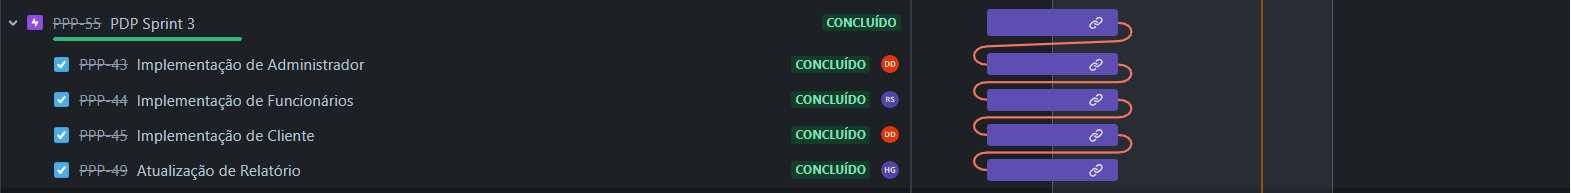 PPP-55 PDP Sprint 3 CONCLUÍDO
PPP-43 Implementação de Administrador CONCLUÍDO DD
PPP-44 Implementação de Funcionários CONCLUÍDO RS
PPP-45 Implementação de Cliente CONCLUÍDO DD
PPP-49 Atualização de Relatório CONCLUÍDO HG